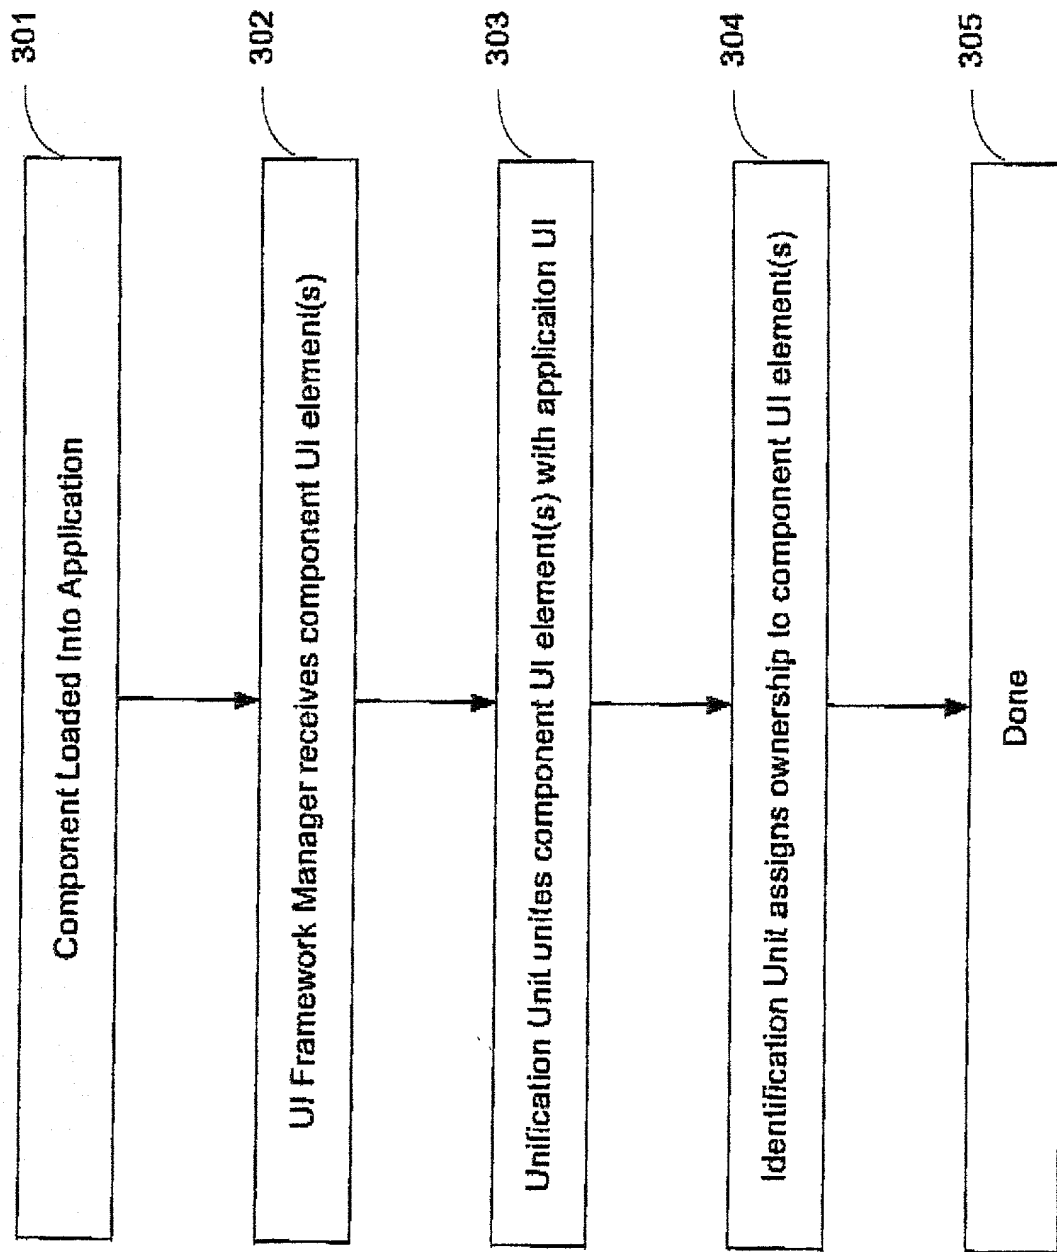 301
Component Loaded Into Application
302
UI Framework Manager receives component UI element(s)
303
Unification Unit unites component UI element(s) with applicaiton UI
304
Identification Unit assigns ownership to component UI element(s)
305
Done